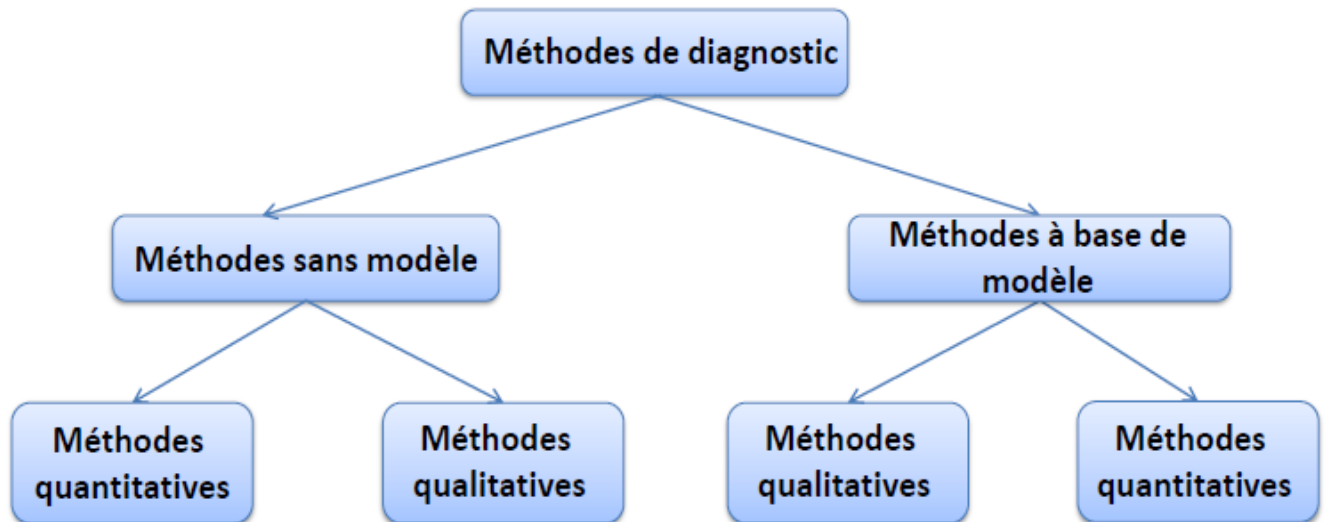 Méthodes de diagnostic
Méthodes sans modèle
Méthodes à base de
modèle
Méthodes
quantitatives
Méthodes
qualitatives
Méthodes
qualitatives
Méthodes
quantitatives